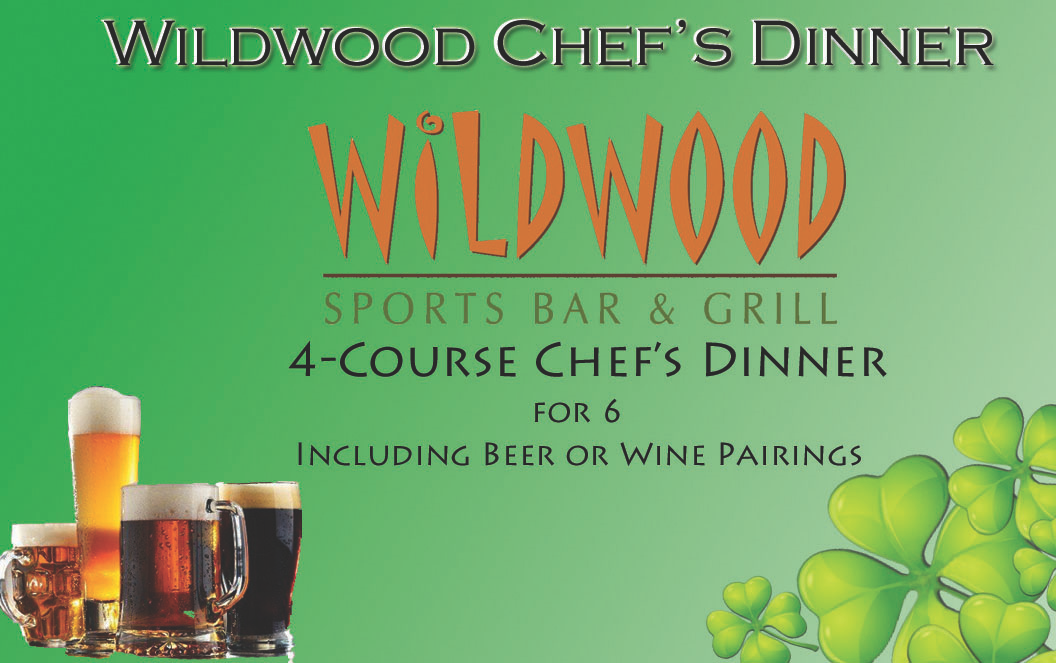 Wildwood Chef's Dinner
WiLDWOOD
SPORTS BAR & GRILL
4-Course Chef's Dinner
for 6
Including Beer or Wine Pairings